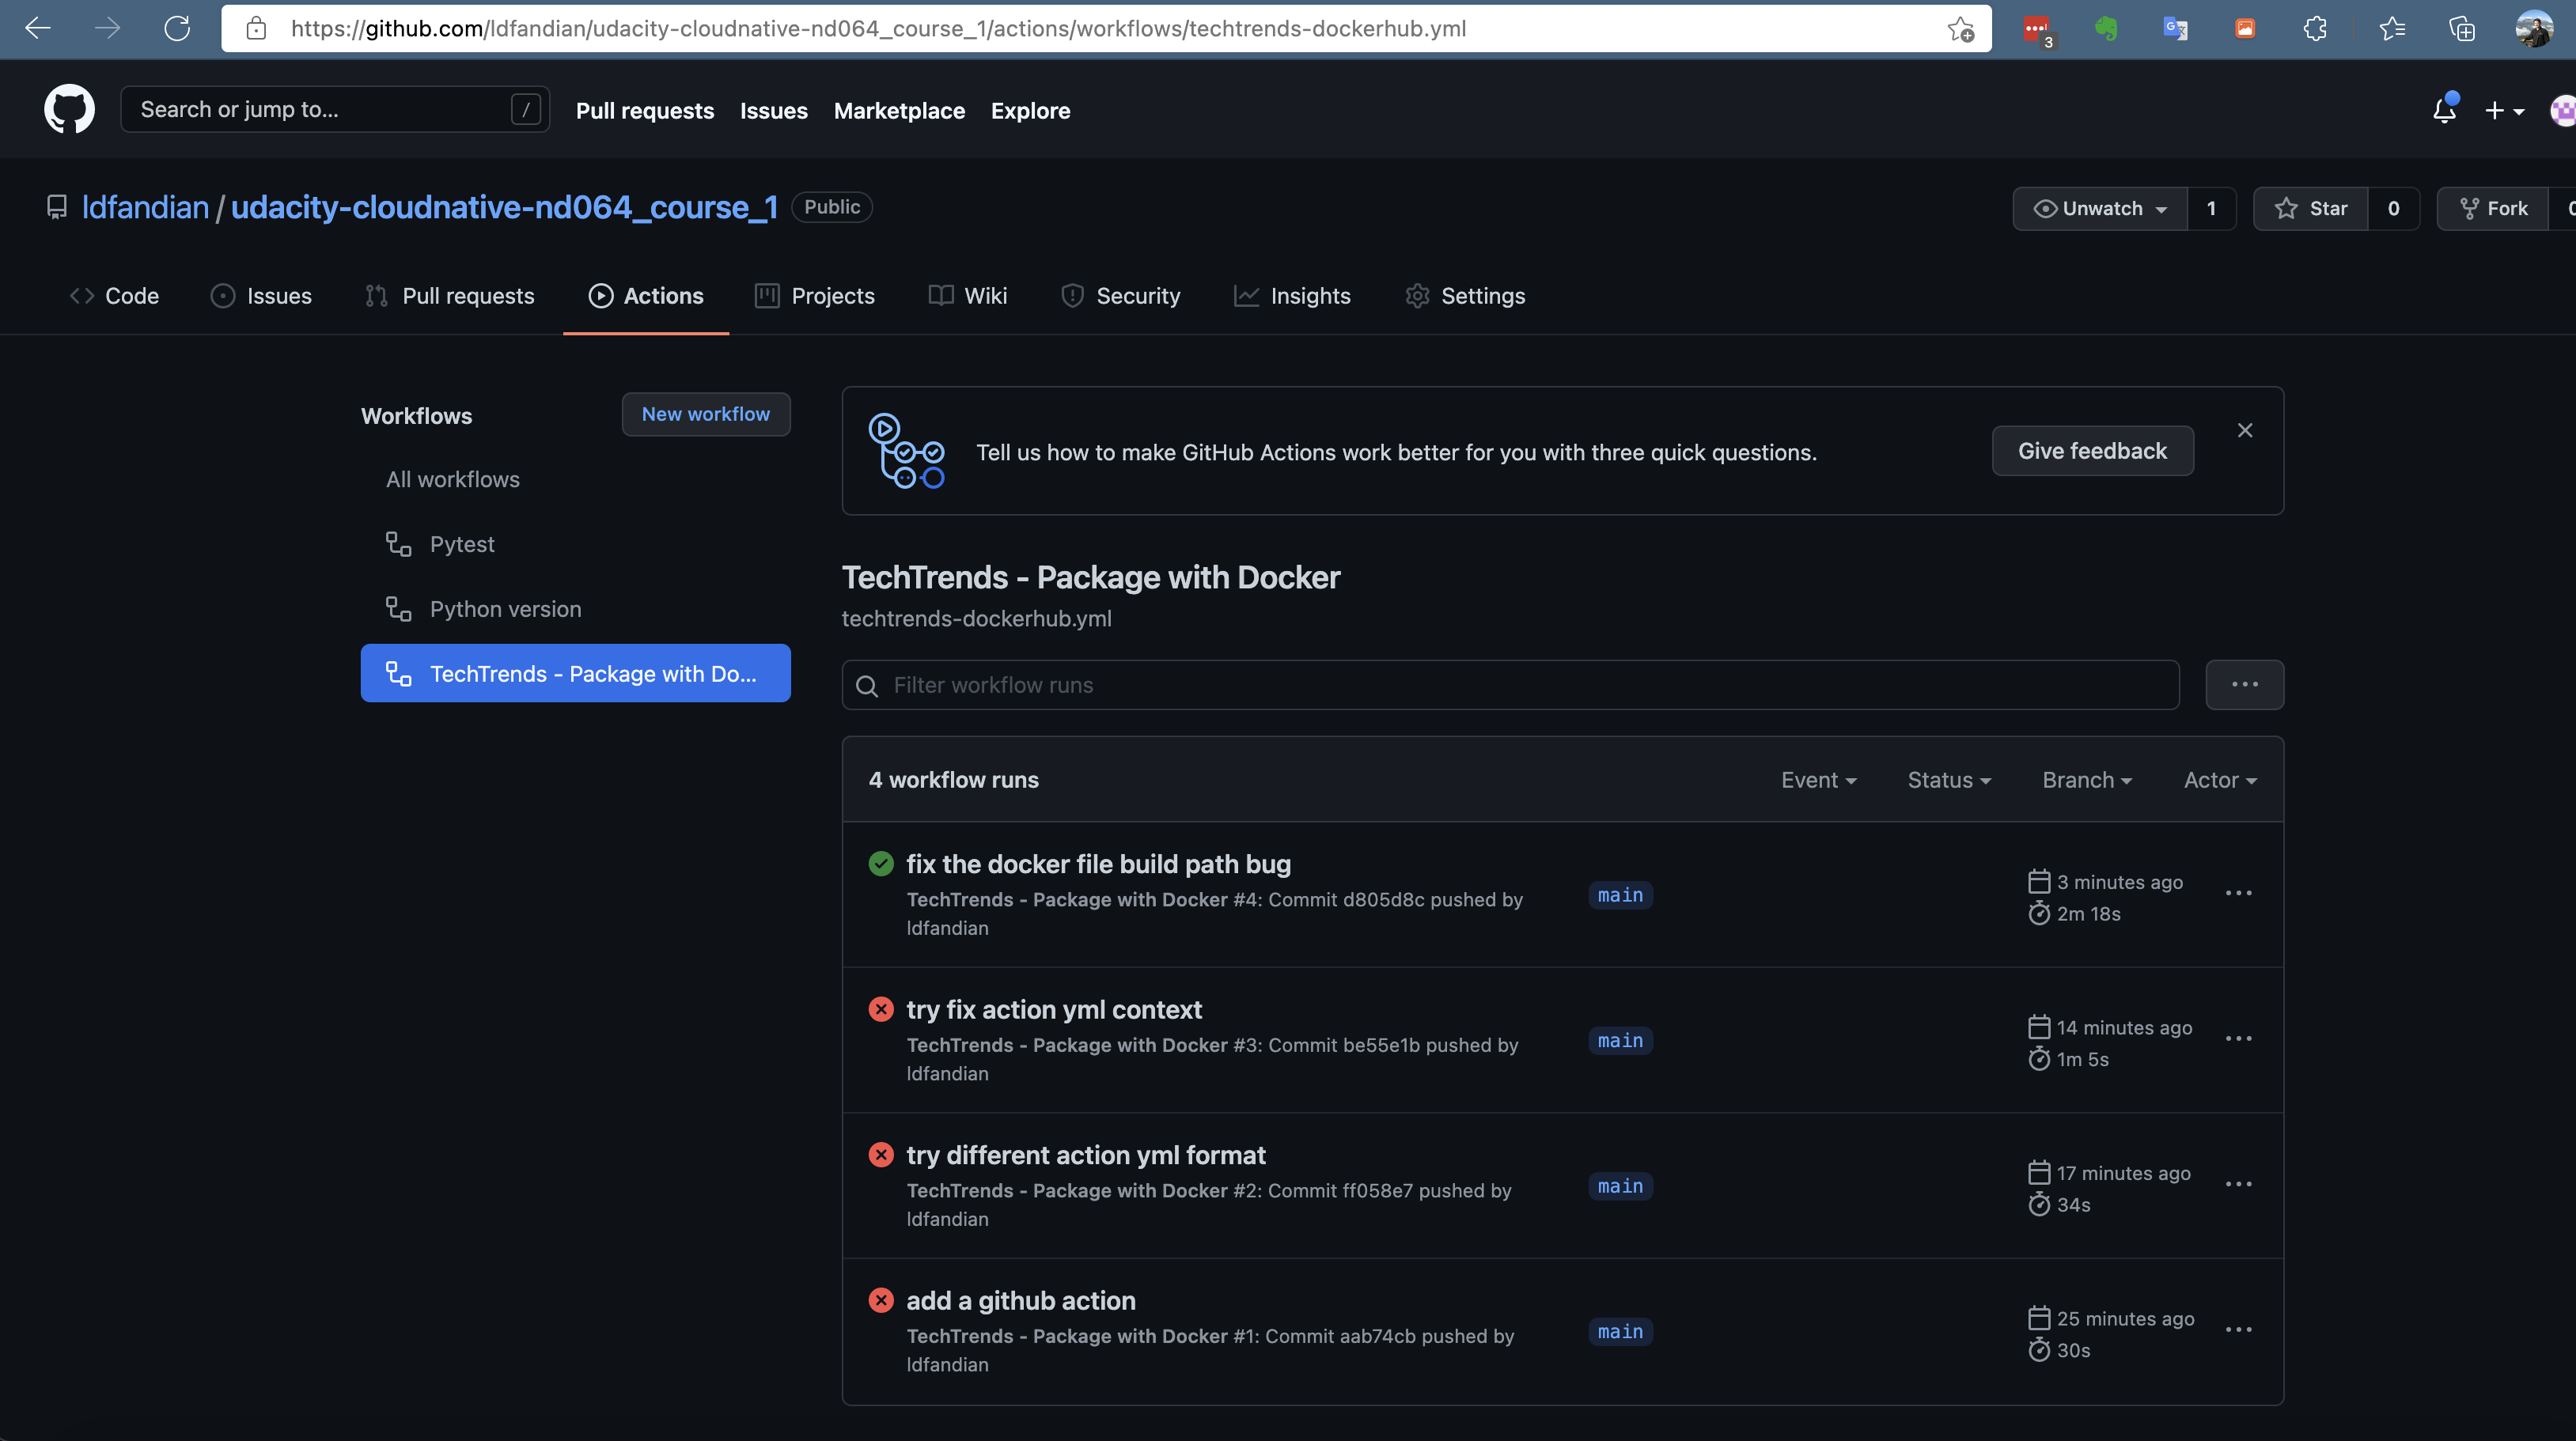 https://github.com/ldfandian/udacity-cloudnative-nd064_course_1/actions/workflows/techtrends-dockerhub.yml
3
Search or jump to... /
Pull requests Issues Marketplace Explore
ldfandian / udacity-cloudnative-nd064_course_1 Public
Unwatch 1 Star 0 Fork
Code Issues Pull requests Actions Projects Wiki Security Insights Settings
Workflows
New workflow
All workflows
Pytest
Python version
TechTrends - Package with Do...
Tell us how to make GitHub Actions work better for you with three quick questions.
Give feedback
TechTrends - Package with Docker
techtrends-dockerhub.yml
Filter workflow runs
4 workflow runs
Event Status Branch Actor
fix the docker file build path bug
TechTrends - Package with Docker #4: Commit d805d8c pushed by
ldfandian
main
3 minutes ago
2m 18s
try fix action yml context
TechTrends - Package with Docker #3: Commit be55e1b pushed by
ldfandian
main
14 minutes ago
1m 5s
try different action yml format
TechTrends - Package with Docker #2: Commit ff058e7 pushed by
ldfandian
main
17 minutes ago
34s
add a github action
TechTrends - Package with Docker #1: Commit aab74cb pushed by
ldfandian
main
25 minutes ago
30s